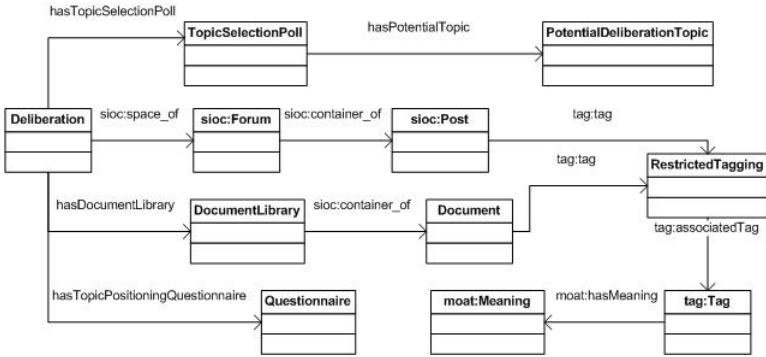 hasTopicSelectionPoll
TopicSelectionPoll
hasPotentialTopic
PotentialDeliberationTopic
Deliberation
sioc:space_of
sioc:Forum
sioc:container_of
sioc:Post
tag:tag
tag:tag
RestrictedTagging
hasDocumentLibrary
DocumentLibrary
sioc:container_of
Document
tag:associatedTag
hasTopicPositioningQuestionnaire
Questionnaire
moat:Meaning
moat:hasMeaning
tag:Tag